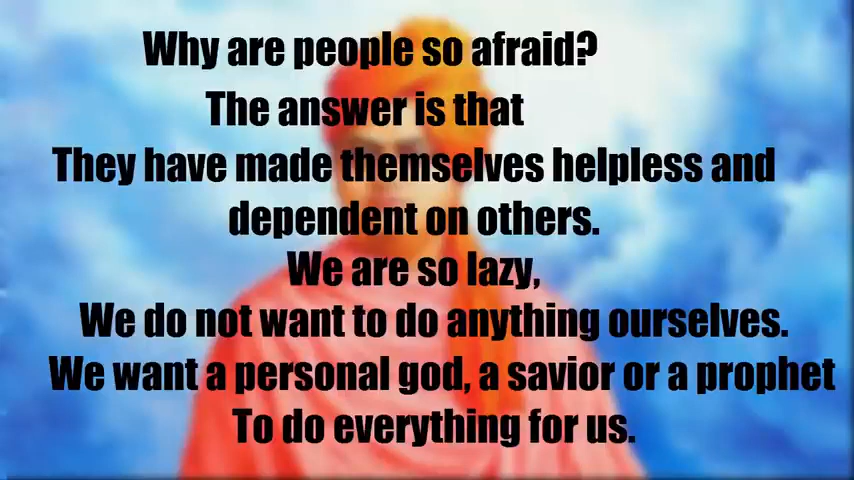 Why are people so afraid?
The answer is that
They have made themselves helpless and
dependent on others.
We are so lazy,
We do not want to do anything ourselves.
We want a personal god, a savior or a prophet
To do everything for us.